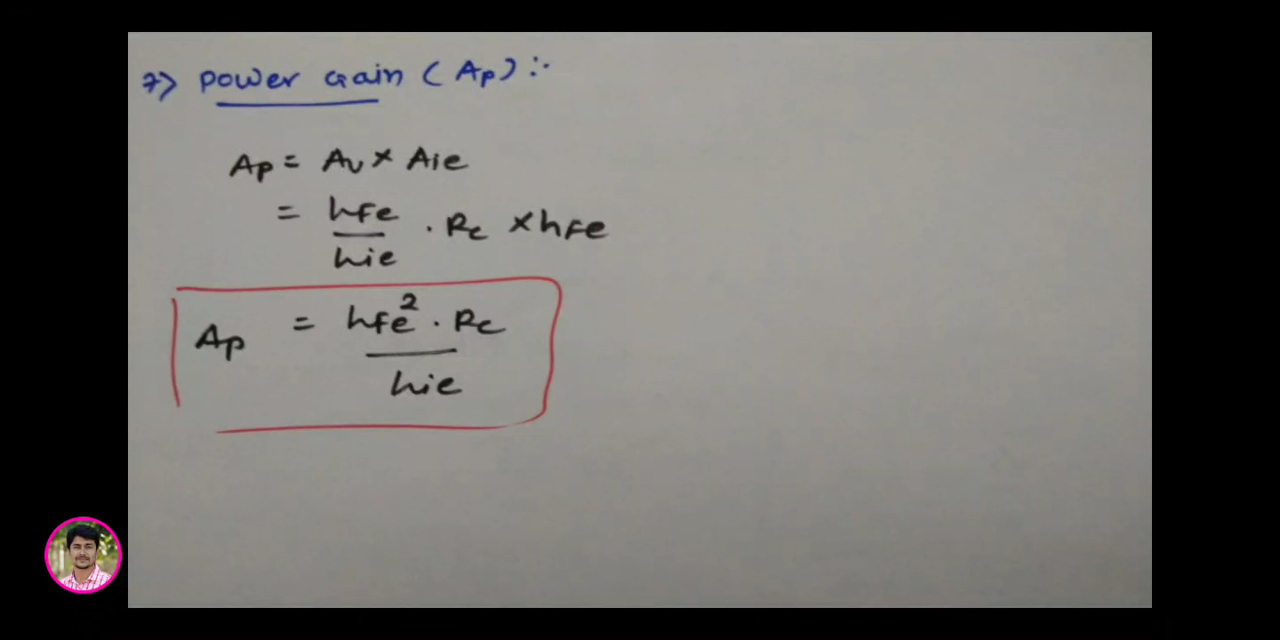 7) Power Gain (Ap) :-
Ap = Av × Aie
= hfe/hie . Rc × hfe
Ap = hfe² . Rc / hie